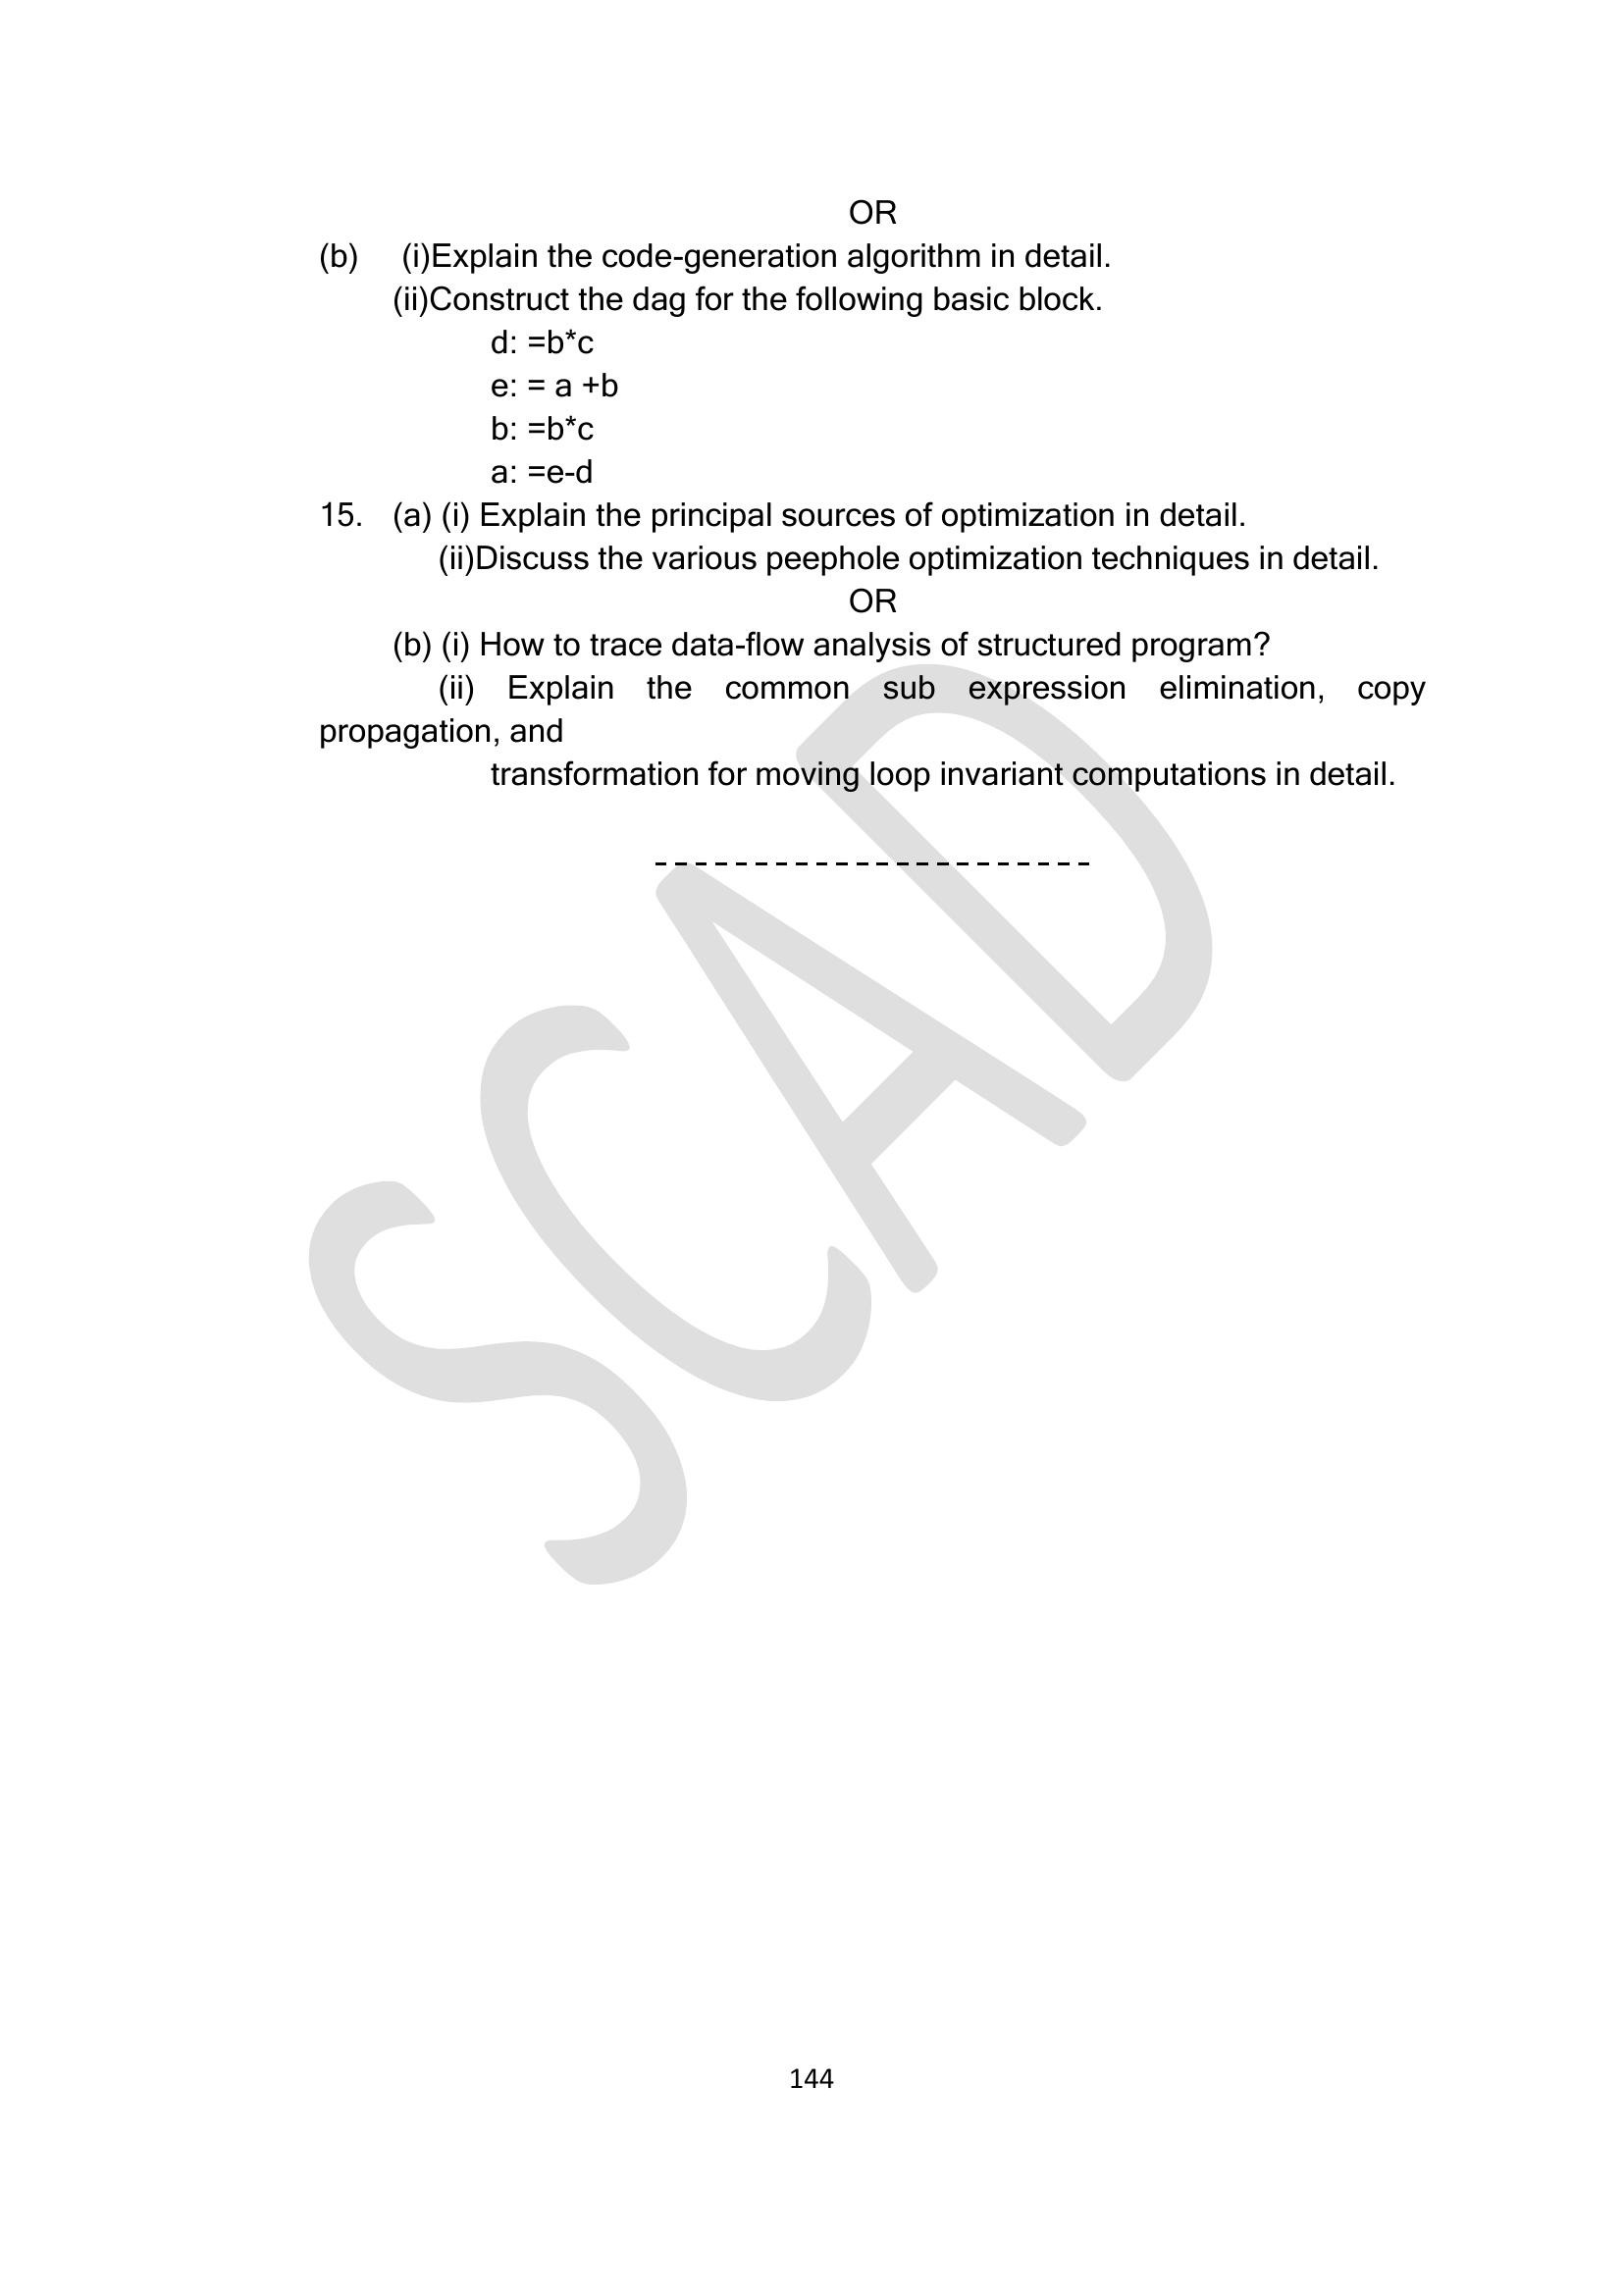 OR
(b) (i)Explain the code-generation algorithm in detail.
(ii)Construct the dag for the following basic block.
d: =b*c
e: = a +b
b: =b*c
a: =e-d
15. (a) (i) Explain the principal sources of optimization in detail.
(ii)Discuss the various peephole optimization techniques in detail.
OR
(b) (i) How to trace data-flow analysis of structured program?
(ii) Explain the common sub expression elimination, copy
propagation, and
transformation for moving loop invariant computations in detail.
----------------------
SCAD
144